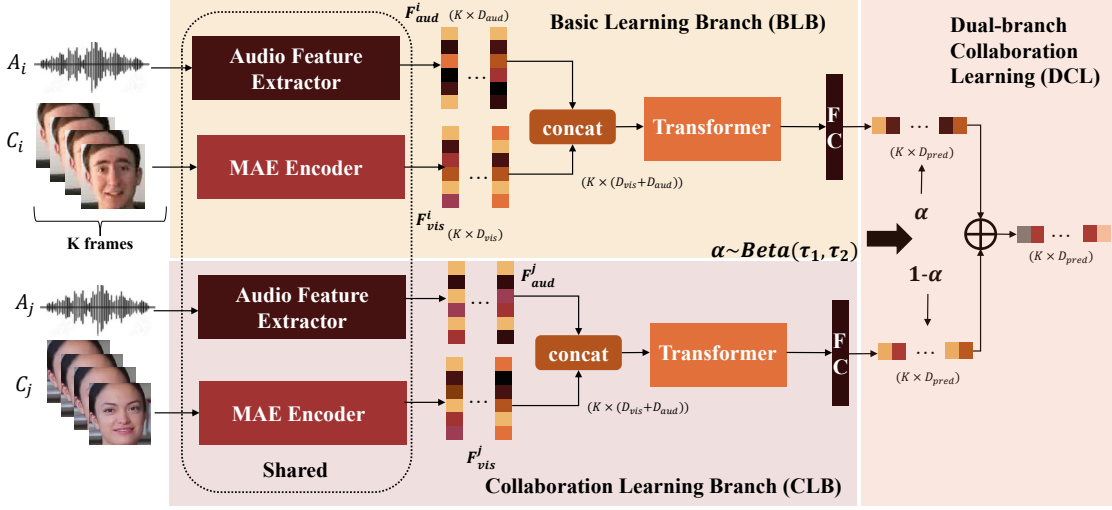 Basic Learning Branch (BLB)
A_i
Audio Feature
Extractor
F^i_aud
(K × D_aud)
...
C_i
K frames
MAE Encoder
F^i_vis
(K × D_vis)
...
concat
(K × (D_vis+D_aud))
Transformer
F
C
α~Beta(τ_1, τ_2)
A_j
Audio Feature
Extractor
F^j_aud
...
C_j
MAE Encoder
F^j_vis
...
Shared
concat
(K × (D_vis+D_aud))
Transformer
F
C
Collaboration Learning Branch (CLB)
Dual-branch
Collaboration
Learning (DCL)
...
(K × D_pred)
α
...
(K × D_pred)
1-α
...
(K × D_pred)